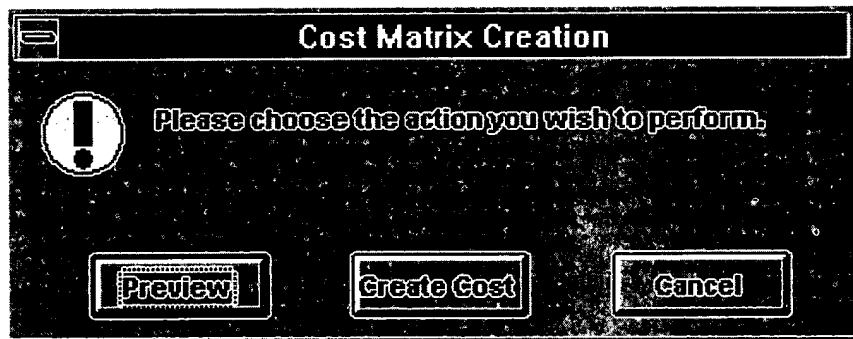 Cost Matrix Creation
Please choose the action you wish to perform.
Preview
Create Cost
Cancel